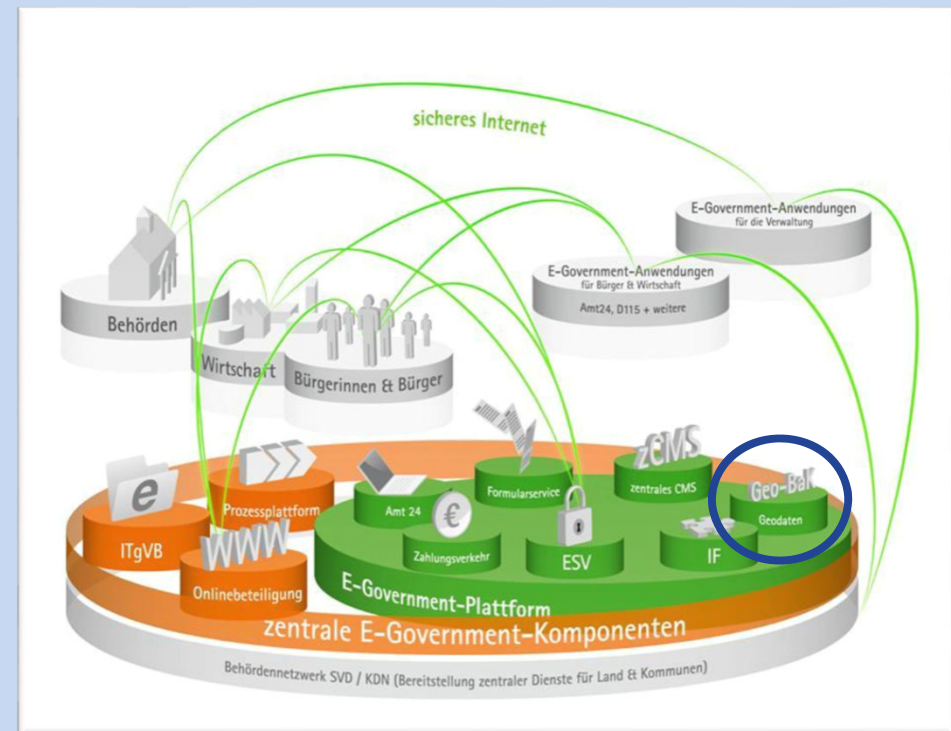 sicheres Internet
E-Government-Anwendungen
für die Verwaltung
E-Government-Anwendungen
für Bürger & Wirtschaft
Amt24, D115 + weitere
Behörden
Wirtschaft
Bürgerinnen & Bürger
zCMS
zentrales CMS
Geo-BaK
Geodaten
Formularservice
e
Prozessplattform
Amt 24
€
ITgVB
WWW
Zahlungsverkehr
ESV
IF
Onlinebeteiligung
E-Government-Plattform
zentrale E-Government-Komponenten
Behördennetzwerk SVD / KDN (Bereitstellung zentraler Dienste für Land & Kommunen)